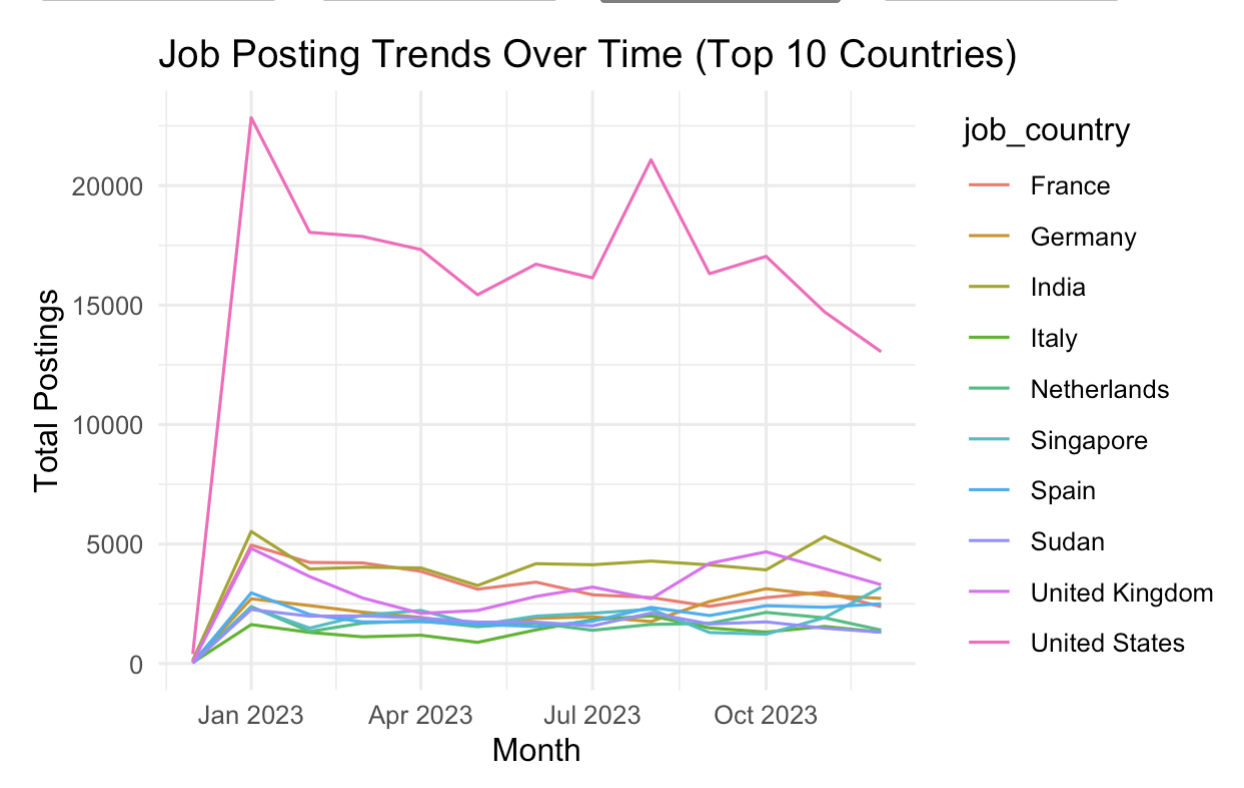 Job Posting Trends Over Time (Top 10 Countries)
Total Postings
20000
15000
10000
5000
0
Jan 2023
Apr 2023
Jul 2023
Oct 2023
Month
job_country
France
Germany
India
Italy
Netherlands
Singapore
Spain
Sudan
United Kingdom
United States